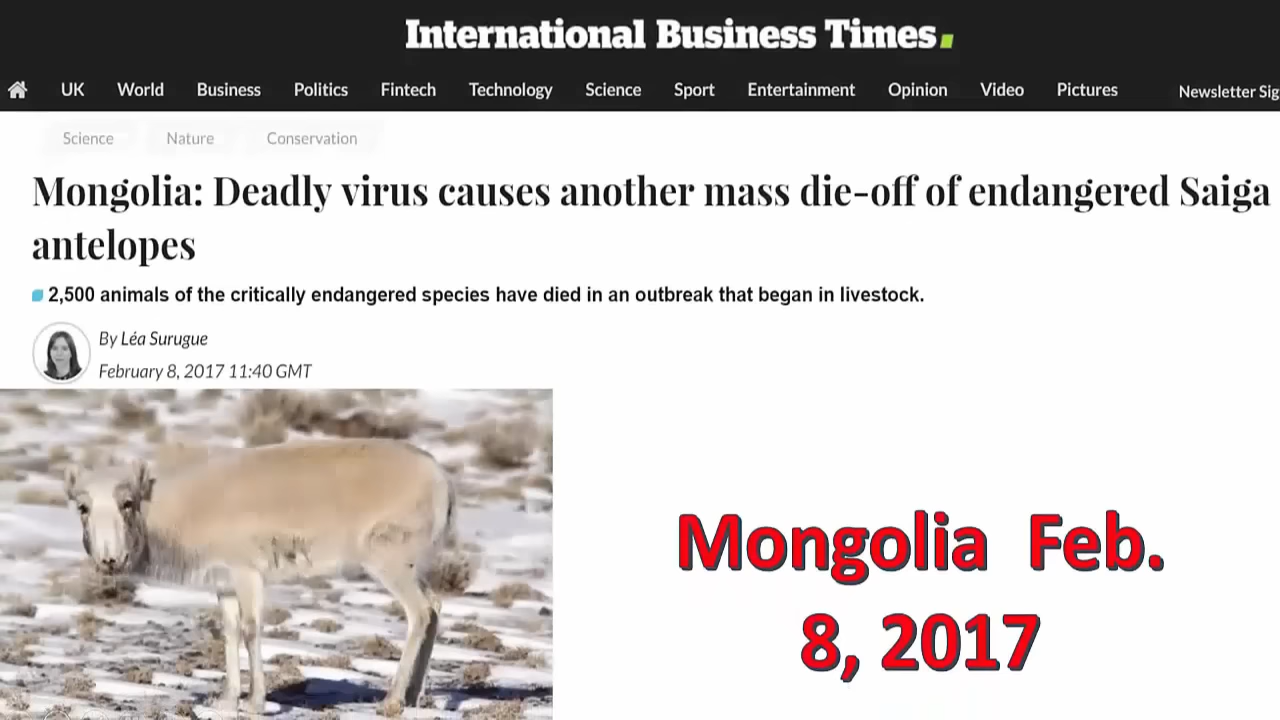 International Business Times
UK World Business Politics Fintech Technology Science Sport Entertainment Opinion Video Pictures Newsletter Sig
Science Nature Conservation
Mongolia: Deadly virus causes another mass die-off of endangered Saiga
antelopes
2,500 animals of the critically endangered species have died in an outbreak that began in livestock.
By Léa Surugue
February 8, 2017 11:40 GMT
Mongolia Feb.
8, 2017